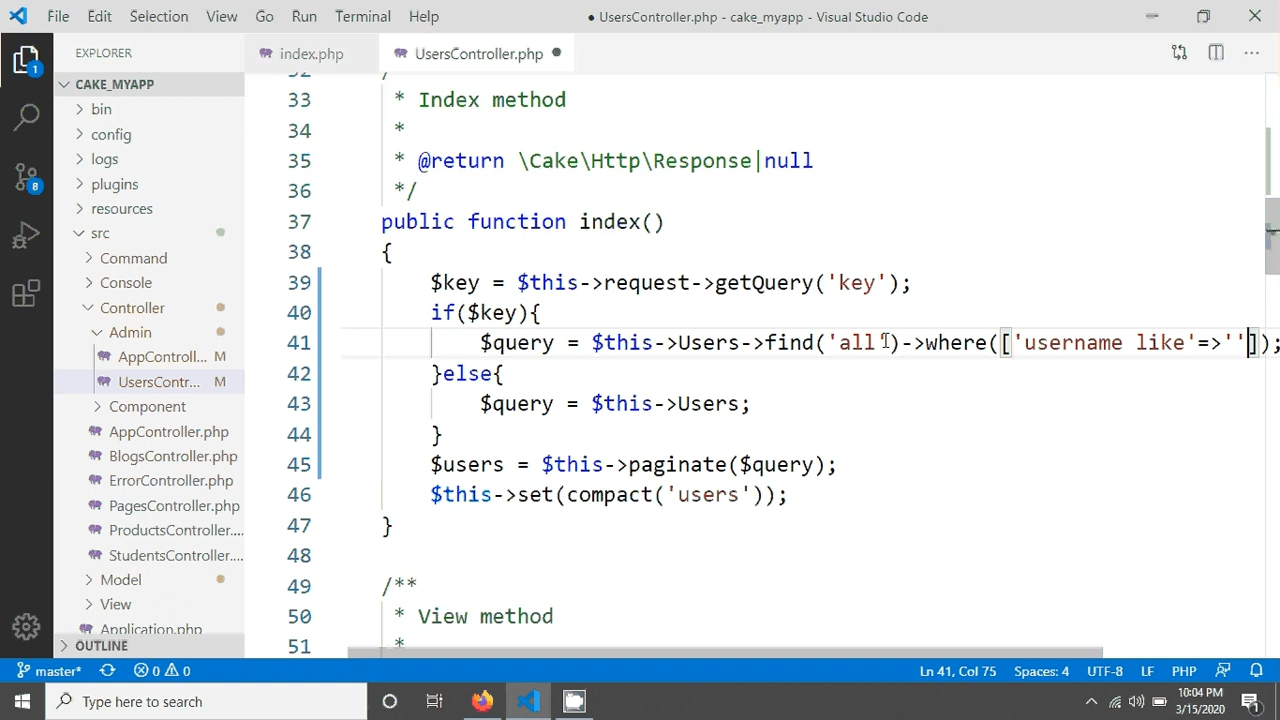 File Edit Selection View Go Run Terminal Help ● UsersController.php - cake_myapp - Visual Studio Code
EXPLORER
index.php
UsersController.php ●
CAKE_MYAPP
bin
config
logs
plugins
resources
src
Command
Console
Controller
Admin
AppControll... M
UsersContr... M
Component
AppController.php
BlogsController.php
ErrorController.php
PagesController.php
ProductsController....
StudentsController....
Model
View
Application.php
OUTLINE
1
8
32 /
33 * Index method
34 *
35 * @return \Cake\Http\Response|null
36 */
37 public function index()
38 {
39 $key = $this->request->getQuery('key');
40 if($key){
41 $query = $this->Users->find('all')->where(['username like'=>'']);
42 }else{
43 $query = $this->Users;
44 }
45 $users = $this->paginate($query);
46 $this->set(compact('users'));
47 }
48
49 /**
50 * View method
51 *
master* 0 0 Ln 41, Col 75 Spaces: 4 UTF-8 LF PHP
Type here to search
10:04 PM
3/15/2020
1